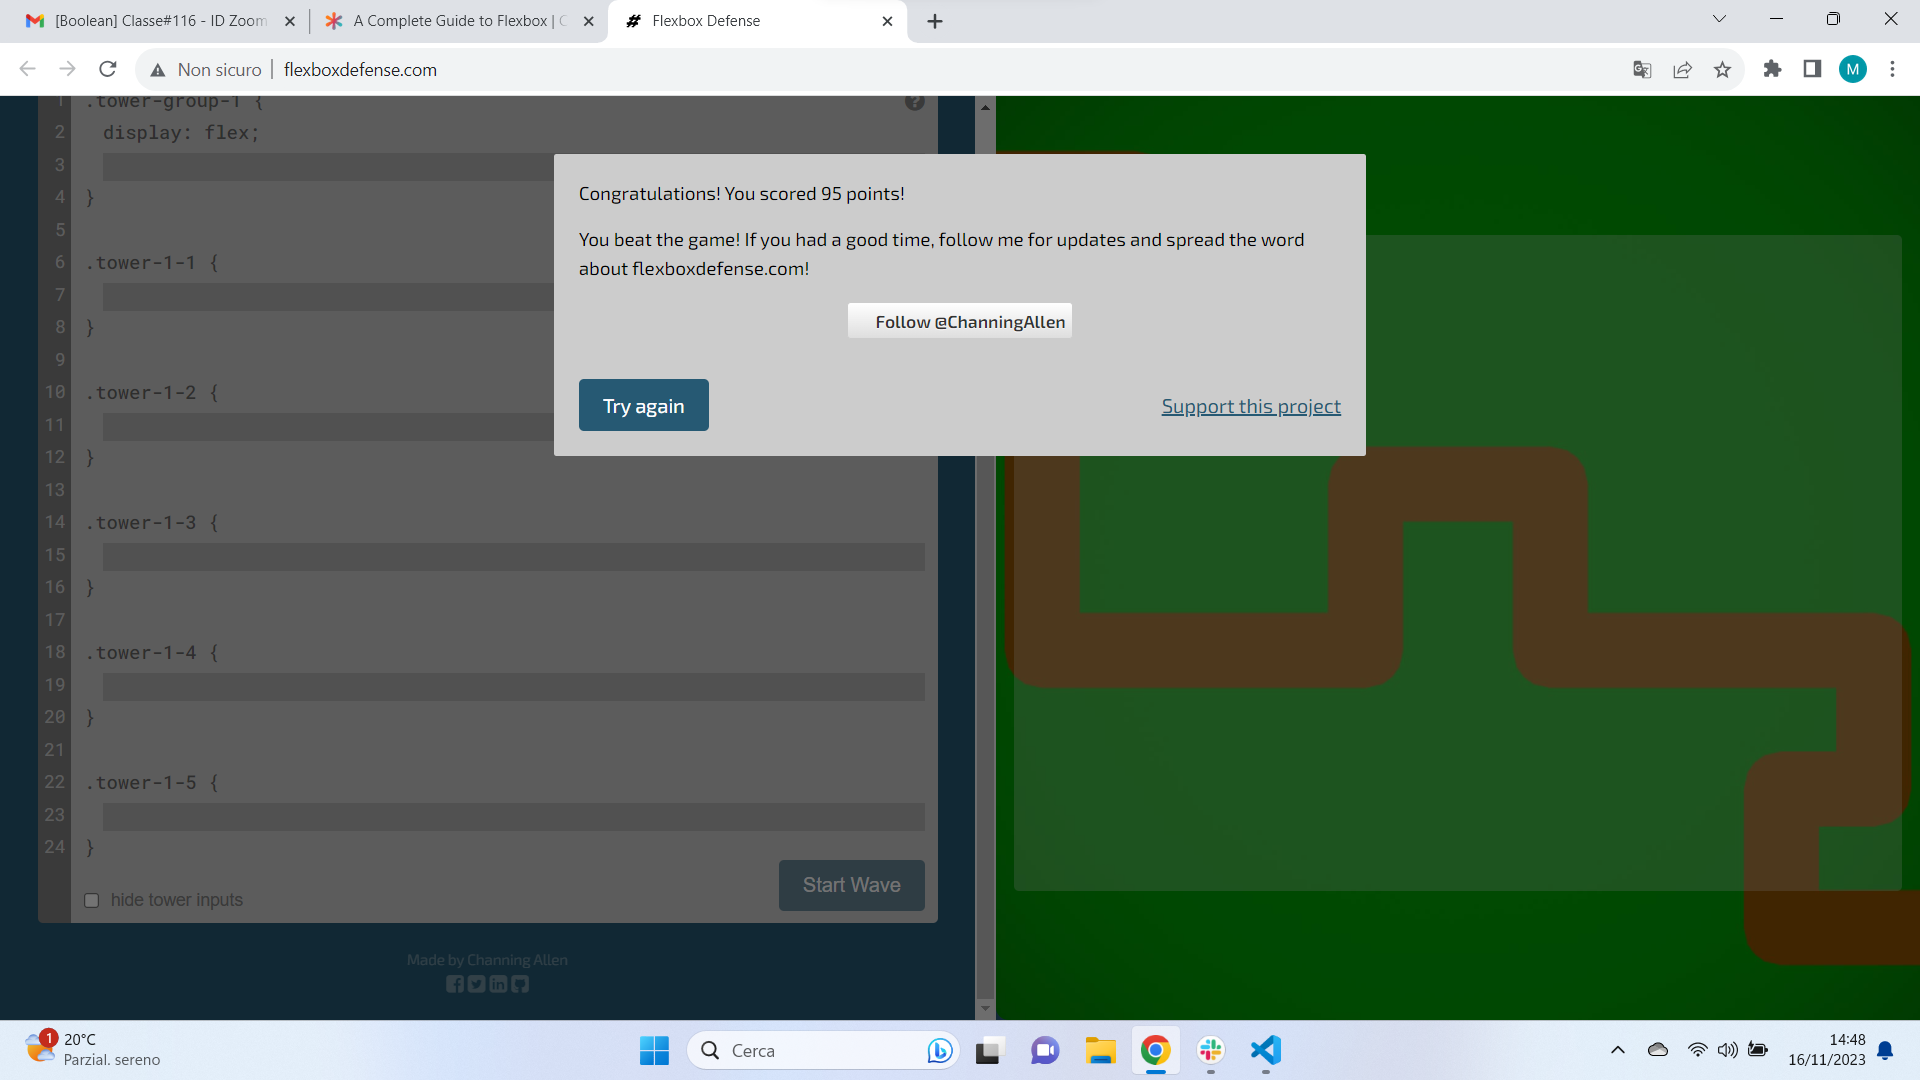 [Boolean] Classe#116 - ID Zoom
A Complete Guide to Flexbox | C
# Flexbox Defense
Non sicuro | flexboxdefense.com
M
1 .tower-group-1 {
2 display: flex;
3
4 }
5
6 .tower-1-1 {
7
8 }
9
10 .tower-1-2 {
11
12 }
13
14 .tower-1-3 {
15
16 }
17
18 .tower-1-4 {
19
20 }
21
22 .tower-1-5 {
23
24 }
?
hide tower inputs
Start Wave
Made by Channing Allen
Congratulations! You scored 95 points!
You beat the game! If you had a good time, follow me for updates and spread the word
about flexboxdefense.com!
Follow @ChanningAllen
Try again
Support this project
1
20°C
Parzial. sereno
Cerca
14:48
16/11/2023